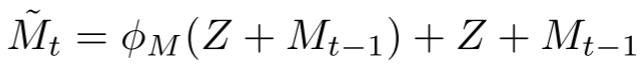 M̃_t = ϕ_M(Z + M_{t−1}) + Z + M_{t−1}